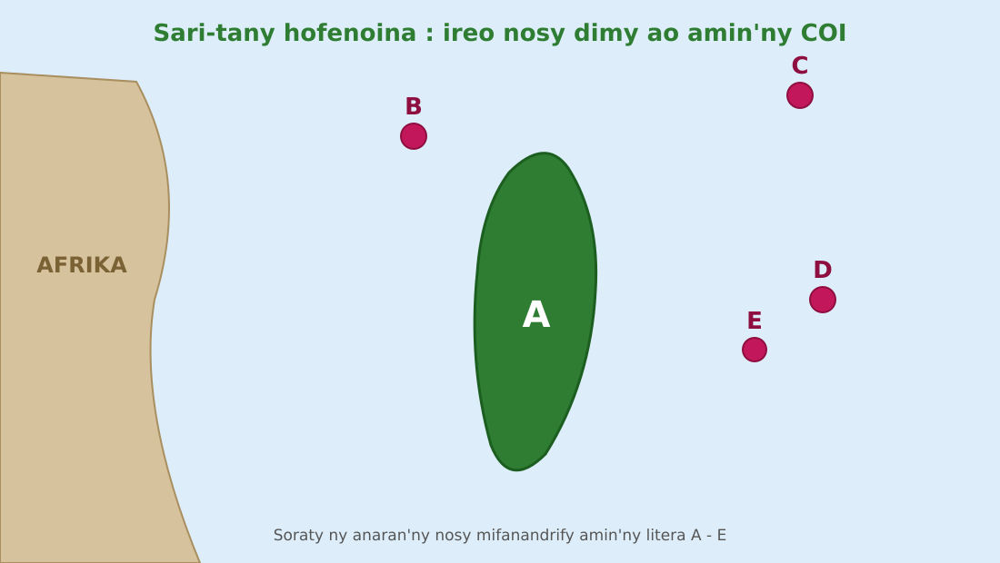 Sari-tany hofenoina : ireo nosy dimy ao amin'ny COI
C
B
AFRIKA
D
A
E
Soraty ny anaran'ny nosy mifanandrify amin'ny litera A - E